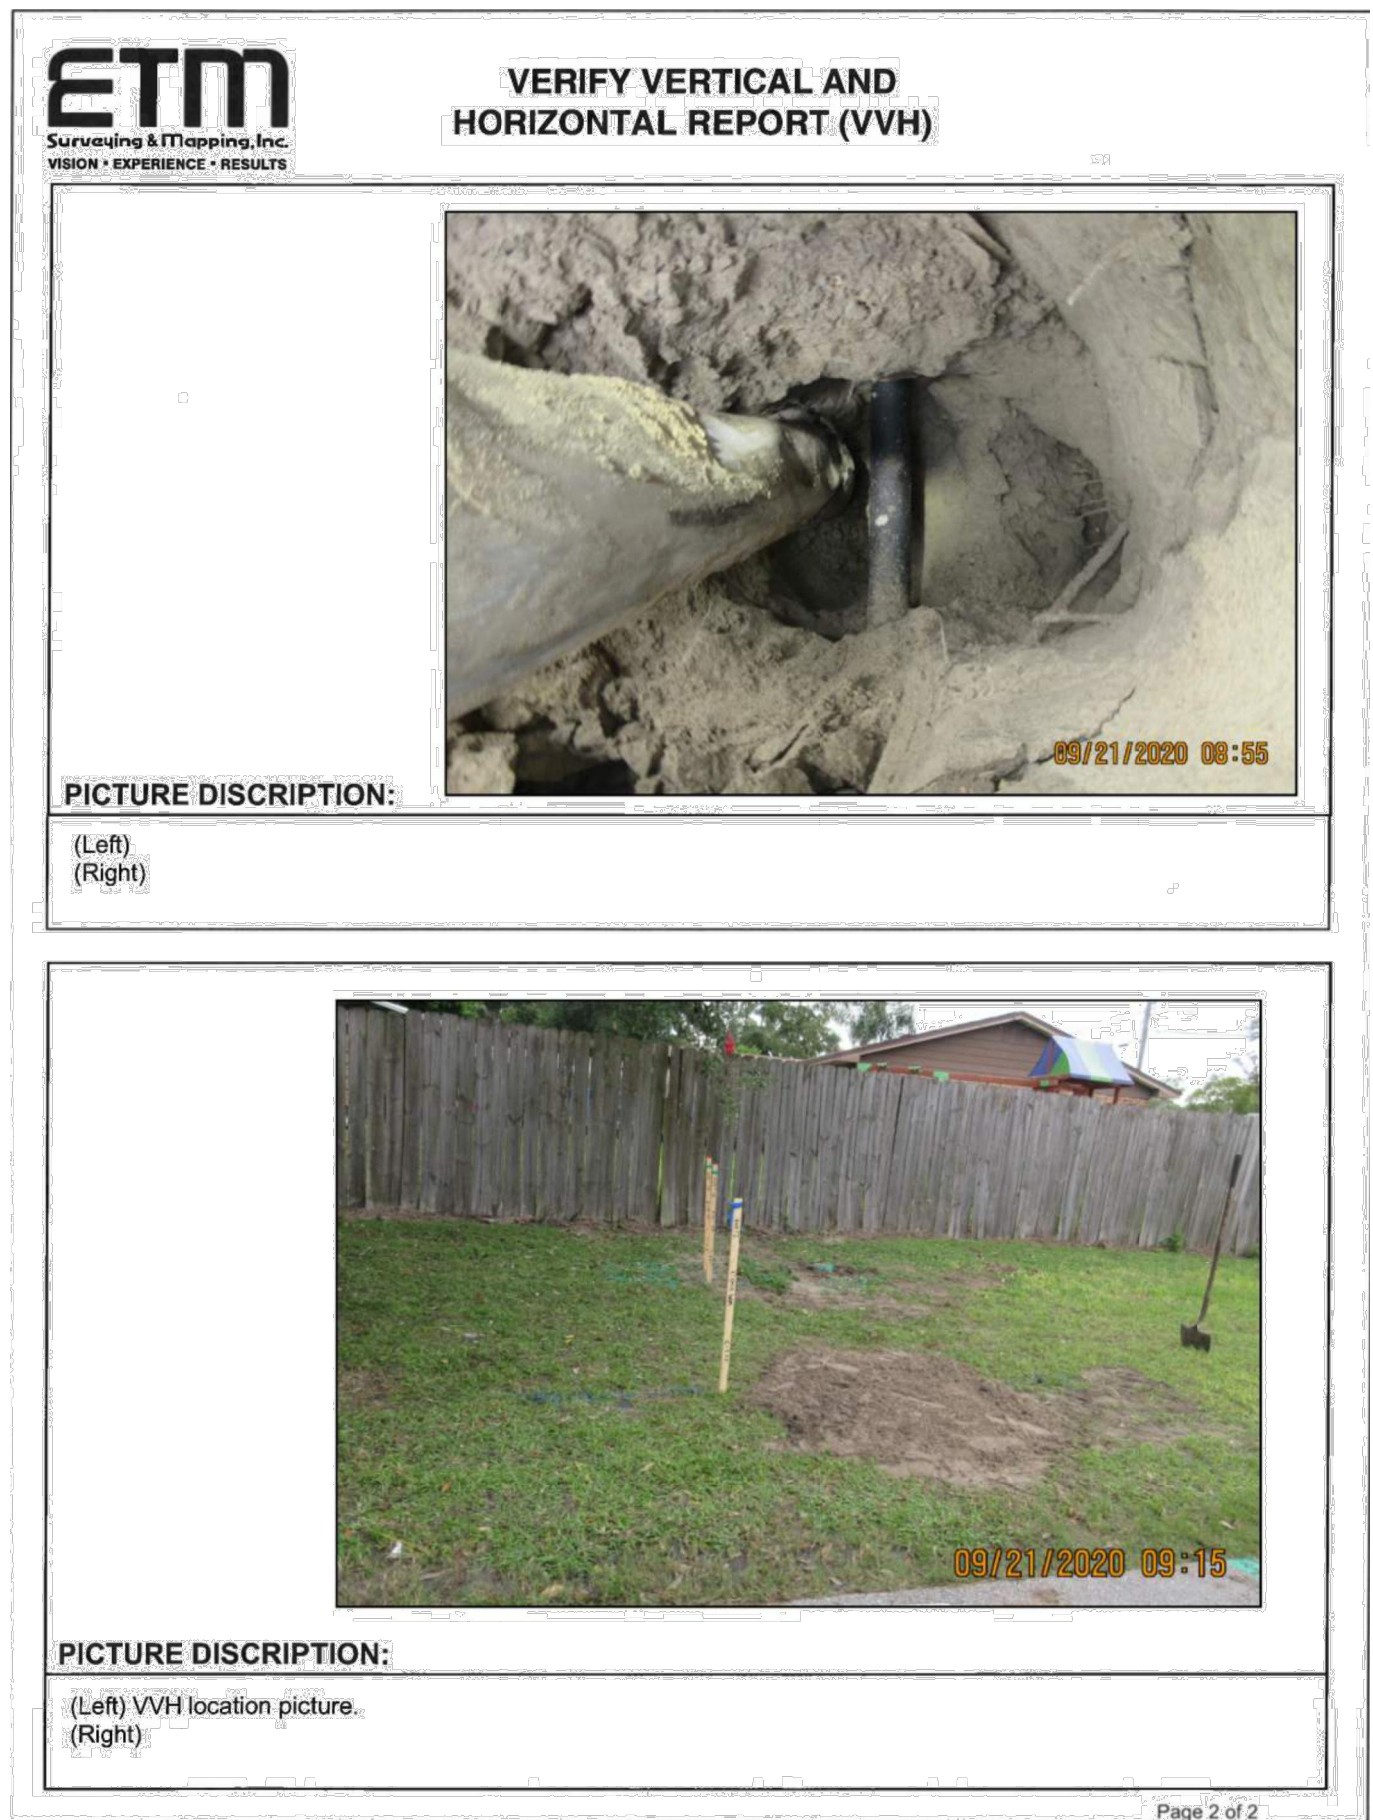 ETM
Surveying & Mapping, Inc.
VISION • EXPERIENCE • RESULTS
VERIFY VERTICAL AND
HORIZONTAL REPORT (VVH)
09/21/2020 08:55
PICTURE DISCRIPTION:
(Left)
(Right)
09/21/2020 09:15
PICTURE DISCRIPTION:
(Left) VVH location picture.
(Right)
Page 2 of 2